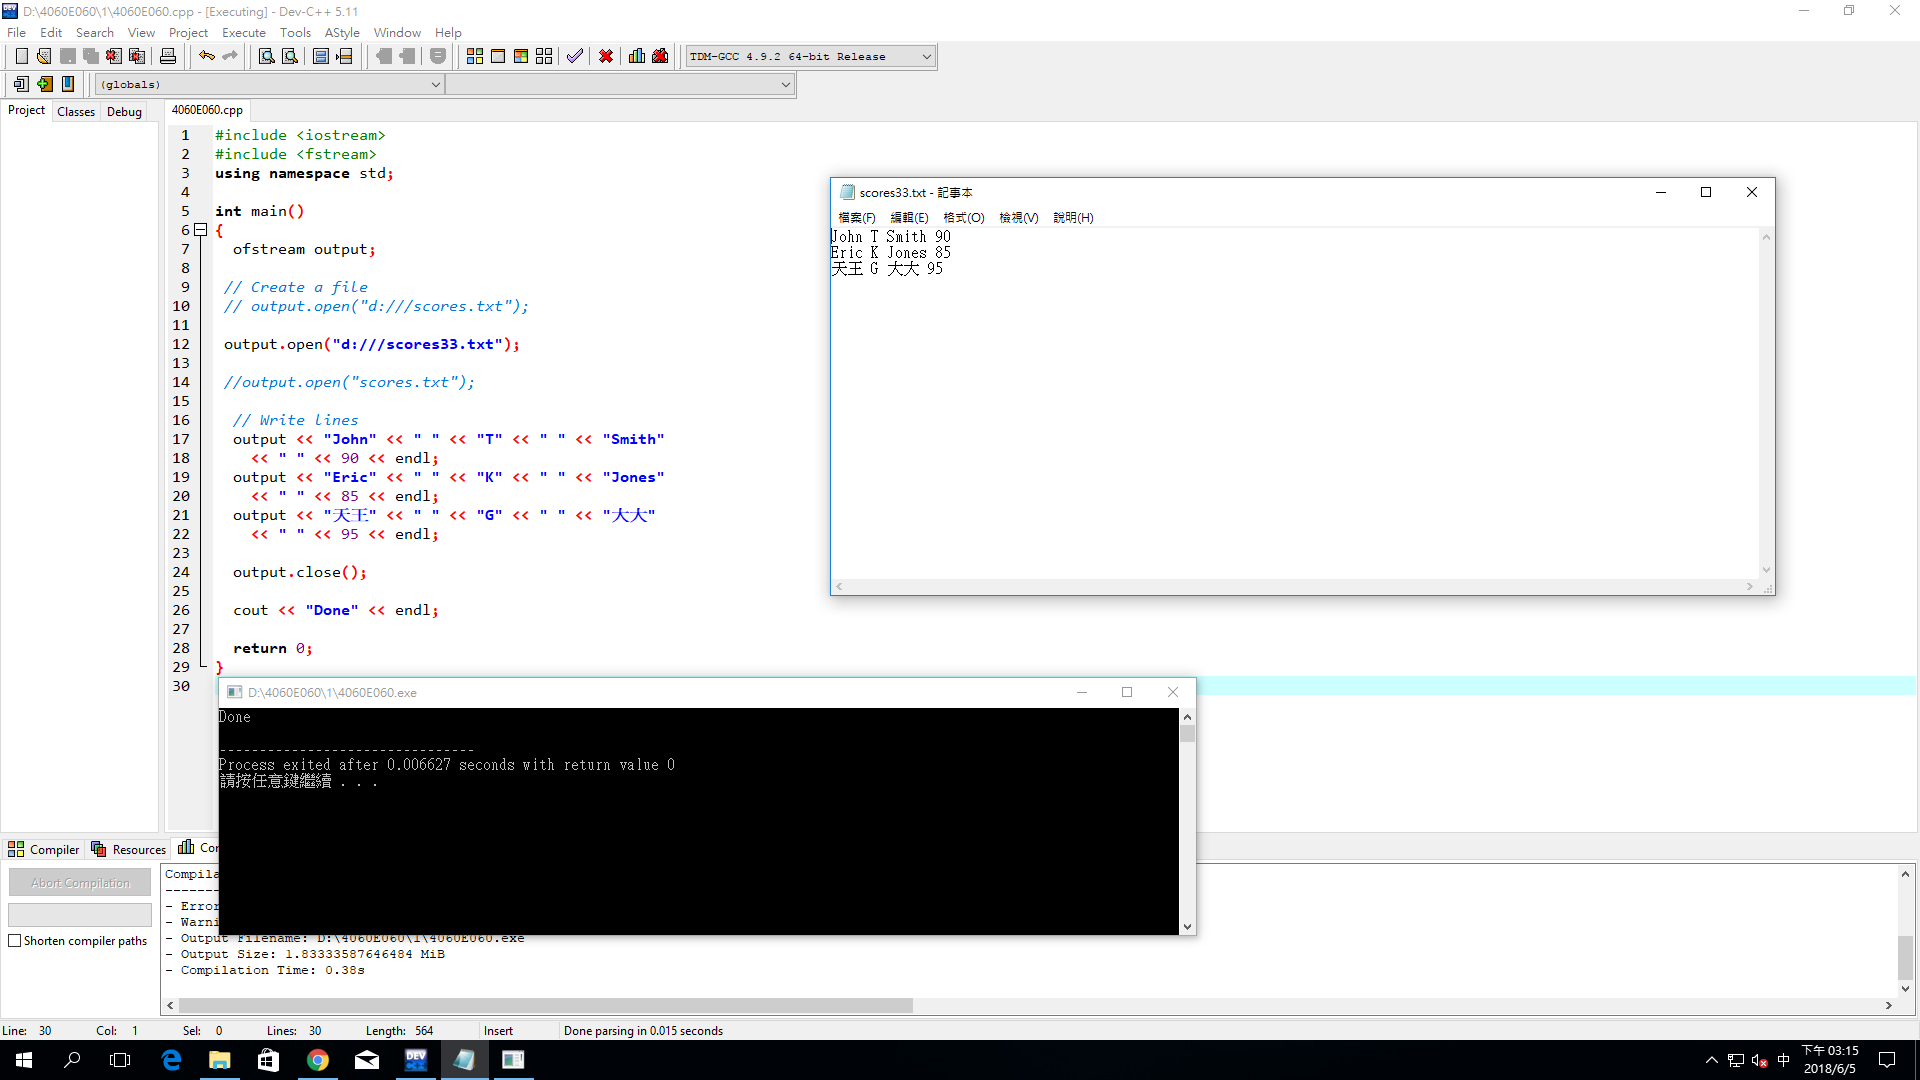 D:\4060E060\1\4060E060.cpp - [Executing] - Dev-C++ 5.11
File Edit Search View Project Execute Tools AStyle Window Help
TDM-GCC 4.9.2 64-bit Release
(globals)
Project Classes Debug
4060E060.cpp
1 #include <iostream>
2 #include <fstream>
3 using namespace std;
4
5 int main()
6 {
7 ofstream output;
8
9 // Create a file
10 // output.open("d:///scores.txt");
11
12 output.open("d:///scores33.txt");
13
14 //output.open("scores.txt");
15
16 // Write lines
17 output << "John" << " " << "T" << " " << "Smith"
18 << " " << 90 << endl;
19 output << "Eric" << " " << "K" << " " << "Jones"
20 << " " << 85 << endl;
21 output << "天王" << " " << "G" << " " << "大大"
22 << " " << 95 << endl;
23
24 output.close();
25
26 cout << "Done" << endl;
27
28 return 0;
29 }
30
scores33.txt - 記事本
檔案(F) 編輯(E) 格式(O) 檢視(V) 說明(H)
John T Smith 90
Eric K Jones 85
天王 G 大大 95
D:\4060E060\1\4060E060.exe
Done
--------------------------------
Process exited after 0.006627 seconds with return value 0
請按任意鍵繼續 . . .
Compiler Resources Com
Abort Compilation
Shorten compiler paths
Compila
-------
- Error
- Warni
- Output Filename: D:\4060E060\1\4060E060.exe
- Output Size: 1.83333587646484 MiB
- Compilation Time: 0.38s
Line: 30 Col: 1 Sel: 0 Lines: 30 Length: 564 Insert Done parsing in 0.015 seconds
DEV
中
下午 03:15
2018/6/5